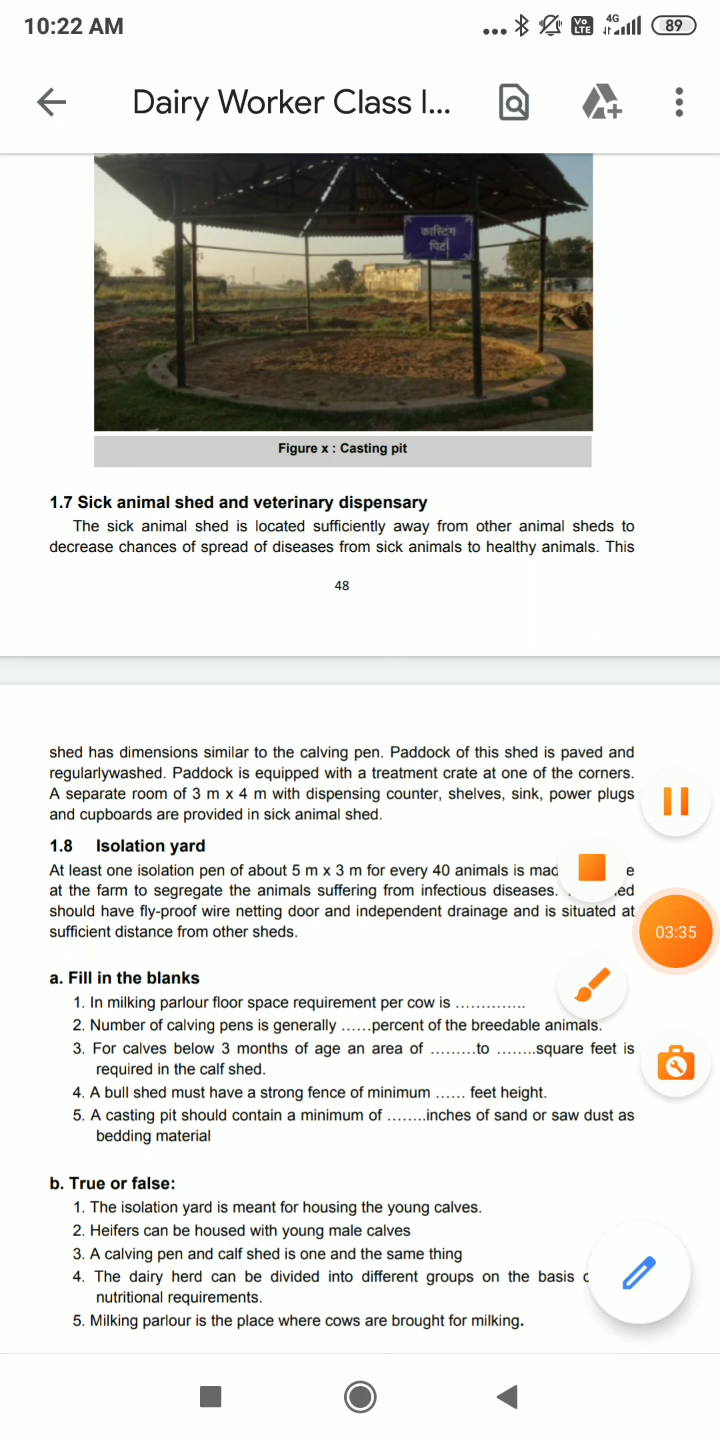 10:22 AM
Vo LTE 4G 89
Dairy Worker Class I...
कास्टिंग
पिट
Figure x : Casting pit
1.7 Sick animal shed and veterinary dispensary
The sick animal shed is located sufficiently away from other animal sheds to
decrease chances of spread of diseases from sick animals to healthy animals. This
48
shed has dimensions similar to the calving pen. Paddock of this shed is paved and
regularlywashed. Paddock is equipped with a treatment crate at one of the corners.
A separate room of 3 m x 4 m with dispensing counter, shelves, sink, power plugs
and cupboards are provided in sick animal shed.
1.8 Isolation yard
At least one isolation pen of about 5 m x 3 m for every 40 animals is
at the farm to segregate the animals suffering from infectious diseases.
should have fly-proof wire netting door and independent drainage and is situated at
sufficient distance from other sheds.
03:35
a. Fill in the blanks
1. In milking parlour floor space requirement per cow is .............
2. Number of calving pens is generally ......percent of the breedable animals.
3. For calves below 3 months of age an area of .........to ........square feet is
required in the calf shed.
4. A bull shed must have a strong fence of minimum ...... feet height.
5. A casting pit should contain a minimum of ........inches of sand or saw dust as
bedding material
b. True or false:
1. The isolation yard is meant for housing the young calves.
2. Heifers can be housed with young male calves
3. A calving pen and calf shed is one and the same thing
4. The dairy herd can be divided into different groups on the basis
nutritional requirements.
5. Milking parlour is the place where cows are brought for milking.